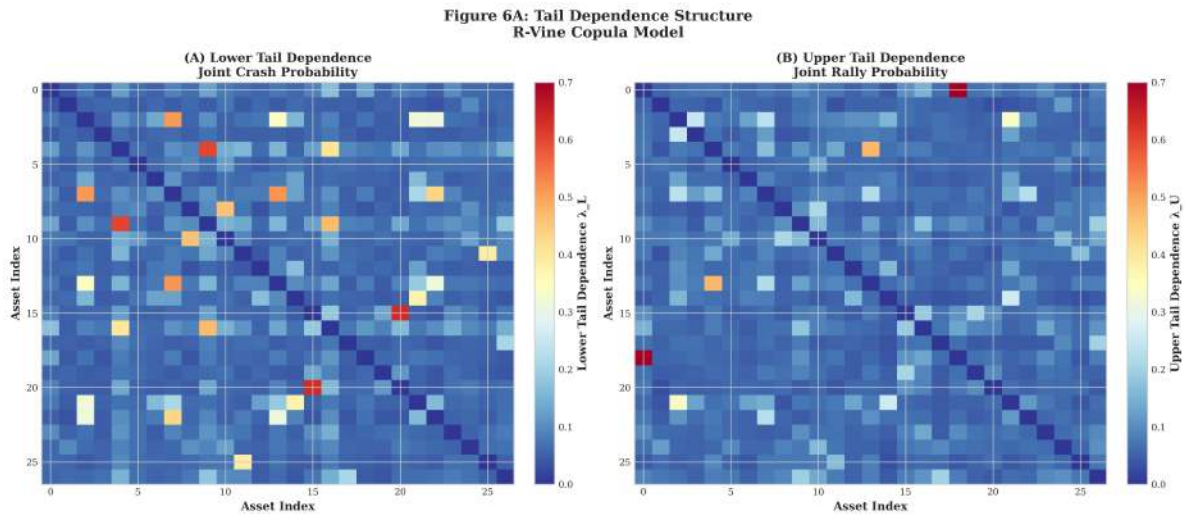 Figure 6A: Tail Dependence Structure
R-Vine Copula Model
(A) Lower Tail Dependence
Joint Crash Probability
0
5
10
15
20
25
Asset Index
0 5 10 15 20 25
Asset Index
0.7
0.6
0.5
0.4
0.3
0.2
0.1
0.0
Lower Tail Dependence λ_L
(B) Upper Tail Dependence
Joint Rally Probability
0
5
10
15
20
25
Asset Index
0 5 10 15 20 25
Asset Index
0.7
0.6
0.5
0.4
0.3
0.2
0.1
0.0
Upper Tail Dependence λ_U